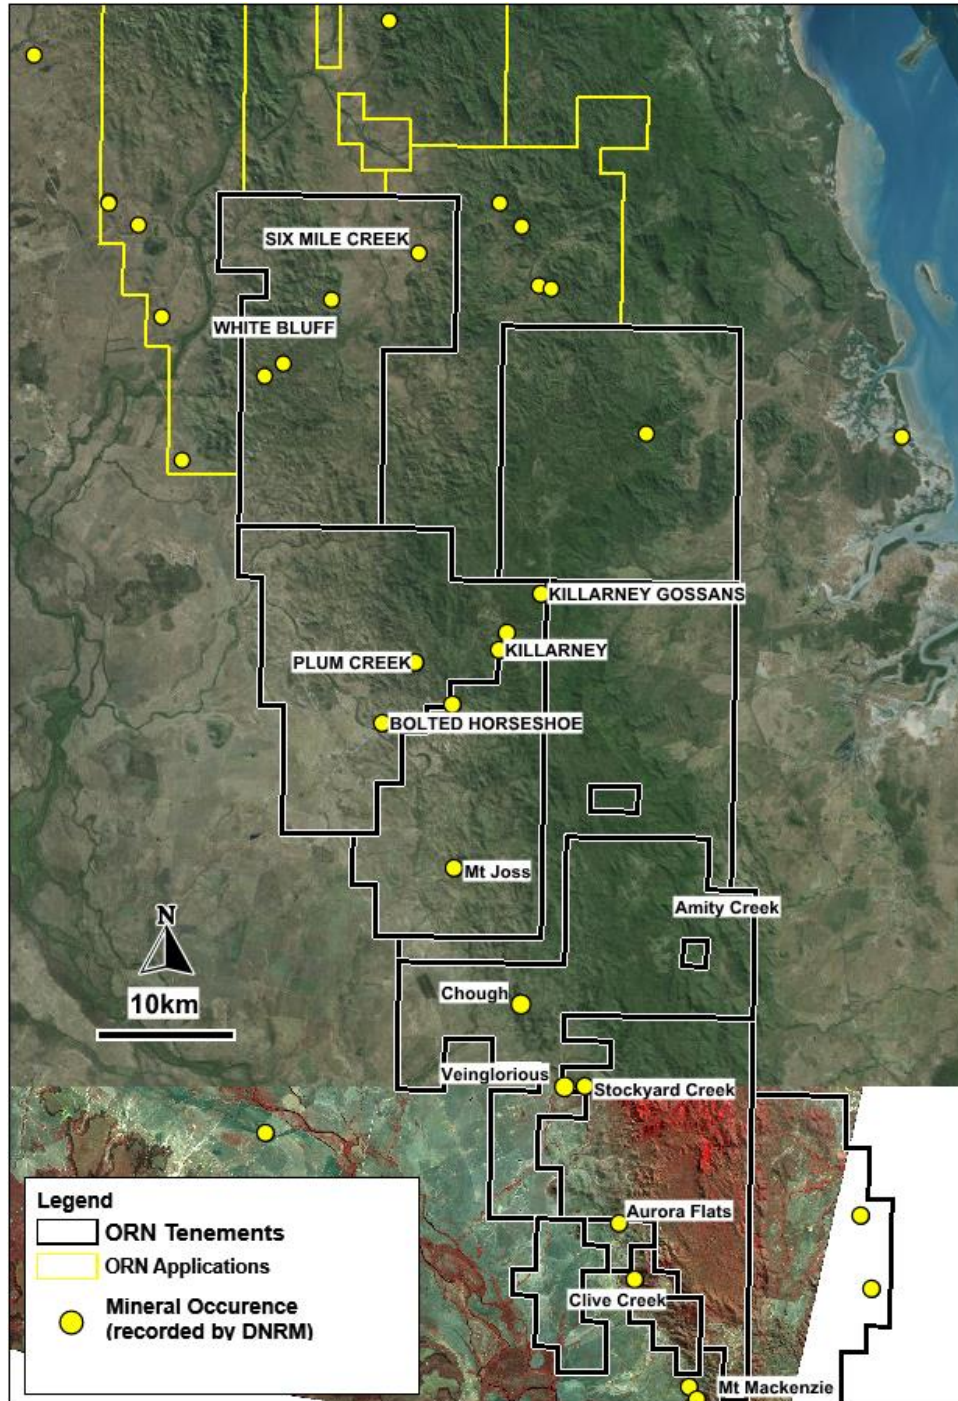 SIX MILE CREEK
WHITE BLUFF
KILLARNEY GOSSANS
KILLARNEY
PLUM CREEK
BOLTED HORSESHOE
Mt Joss
Amity Creek
N
10km
Chough
Veinglorious
Stockyard Creek
Aurora Flats
Clive Creek
Mt Mackenzie
Legend
ORN Tenements
ORN Applications
Mineral Occurence
(recorded by DNRM)